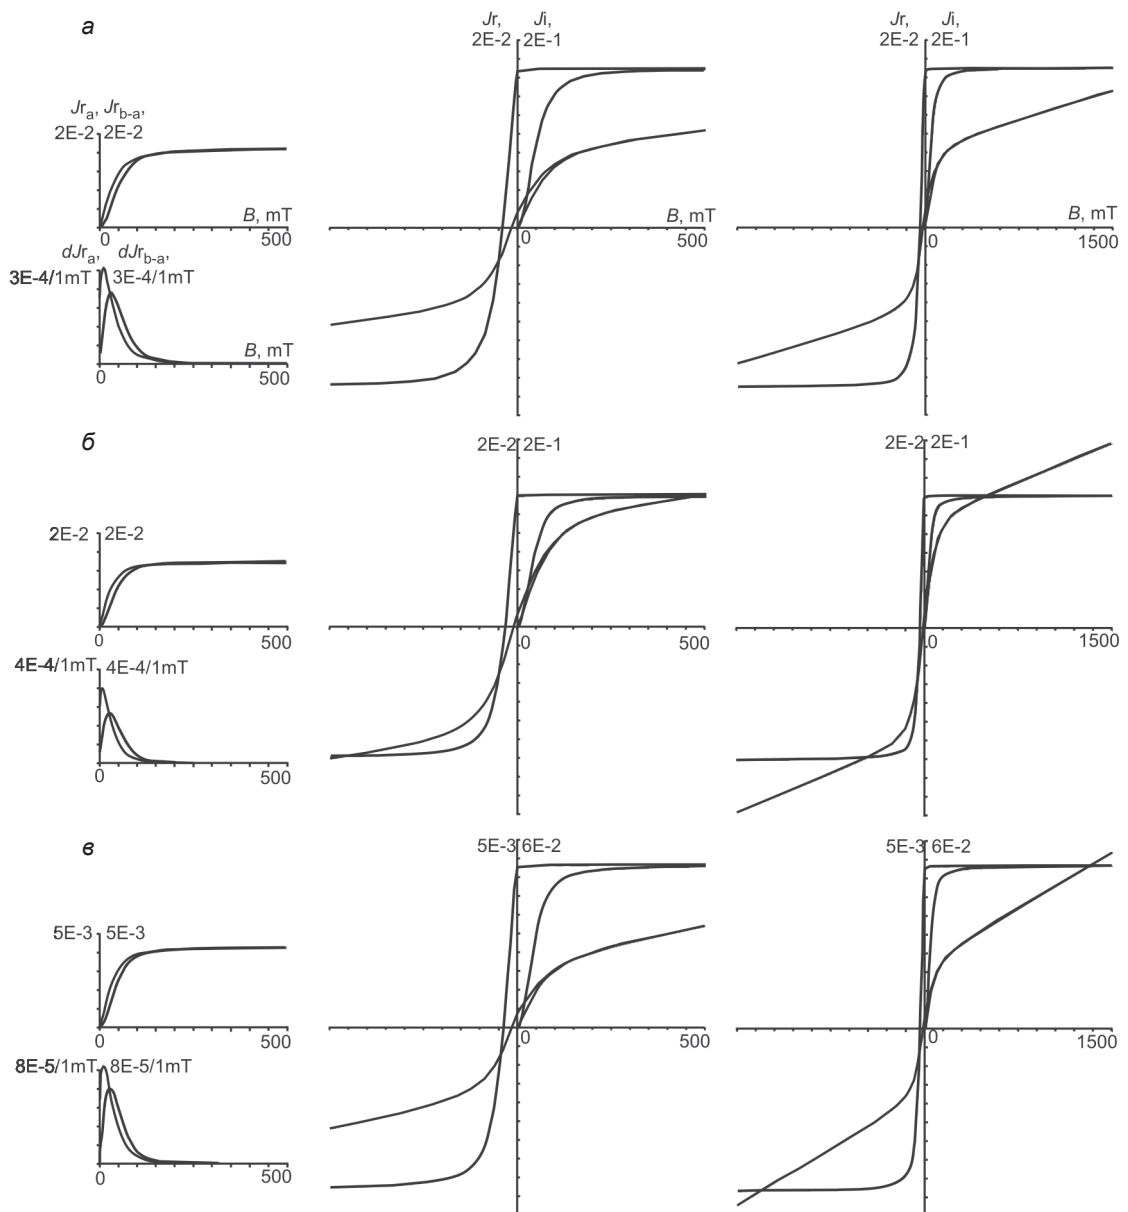 а
Jr, Ji,
2E-2 2E-1
Jr, Ji,
2E-2 2E-1
Jrₐ, Jr_b-a,
2E-2 2E-2
B, mT
0 500
B, mT
0 500
B, mT
0 1500
dJrₐ, dJr_b-a,
3E-4/1mT 3E-4/1mT
B, mT
0 500
б
2E-2 2E-1
2E-2 2E-1
2E-2 2E-2
0 500
0 500
0 1500
4E-4/1mT 4E-4/1mT
0 500
в
5E-3 6E-2
5E-3 6E-2
5E-3 5E-3
0 500
0 500
0 1500
8E-5/1mT 8E-5/1mT
0 500